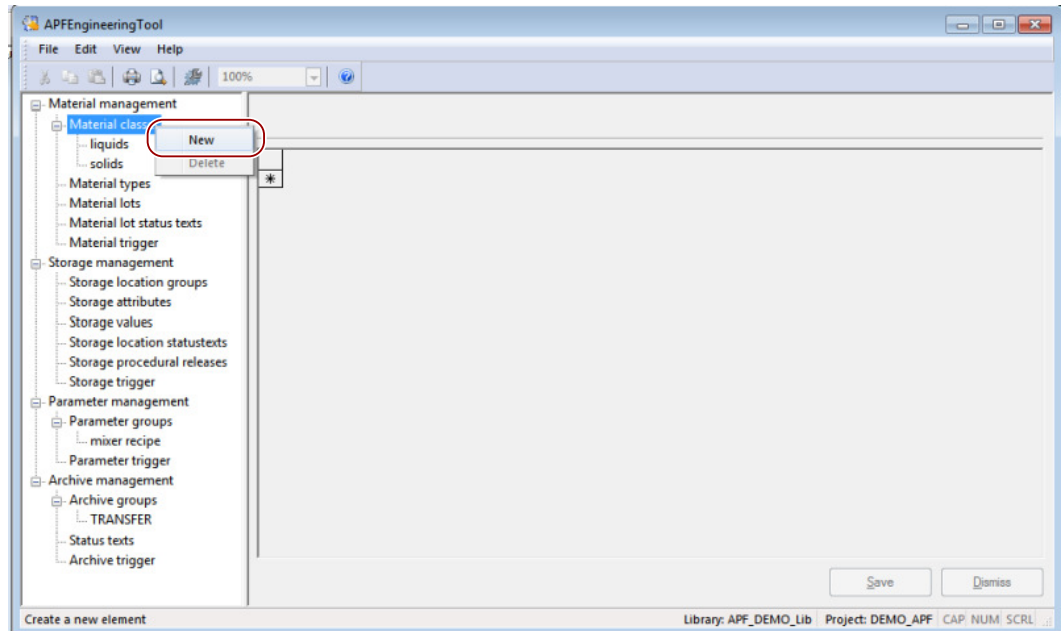 APFEngineeringTool
File Edit View Help
100%
Material management
Material classes
New
liquids
Delete
solids
Material types
Material lots
Material lot status texts
Material trigger
Storage management
Storage location groups
Storage attributes
Storage values
Storage location statustexts
Storage procedural releases
Storage trigger
Parameter management
Parameter groups
mixer recipe
Parameter trigger
Archive management
Archive groups
TRANSFER
Status texts
Archive trigger
Save Dismiss
Create a new element Library: APF_DEMO_Lib Project: DEMO_APF CAP NUM SCRL